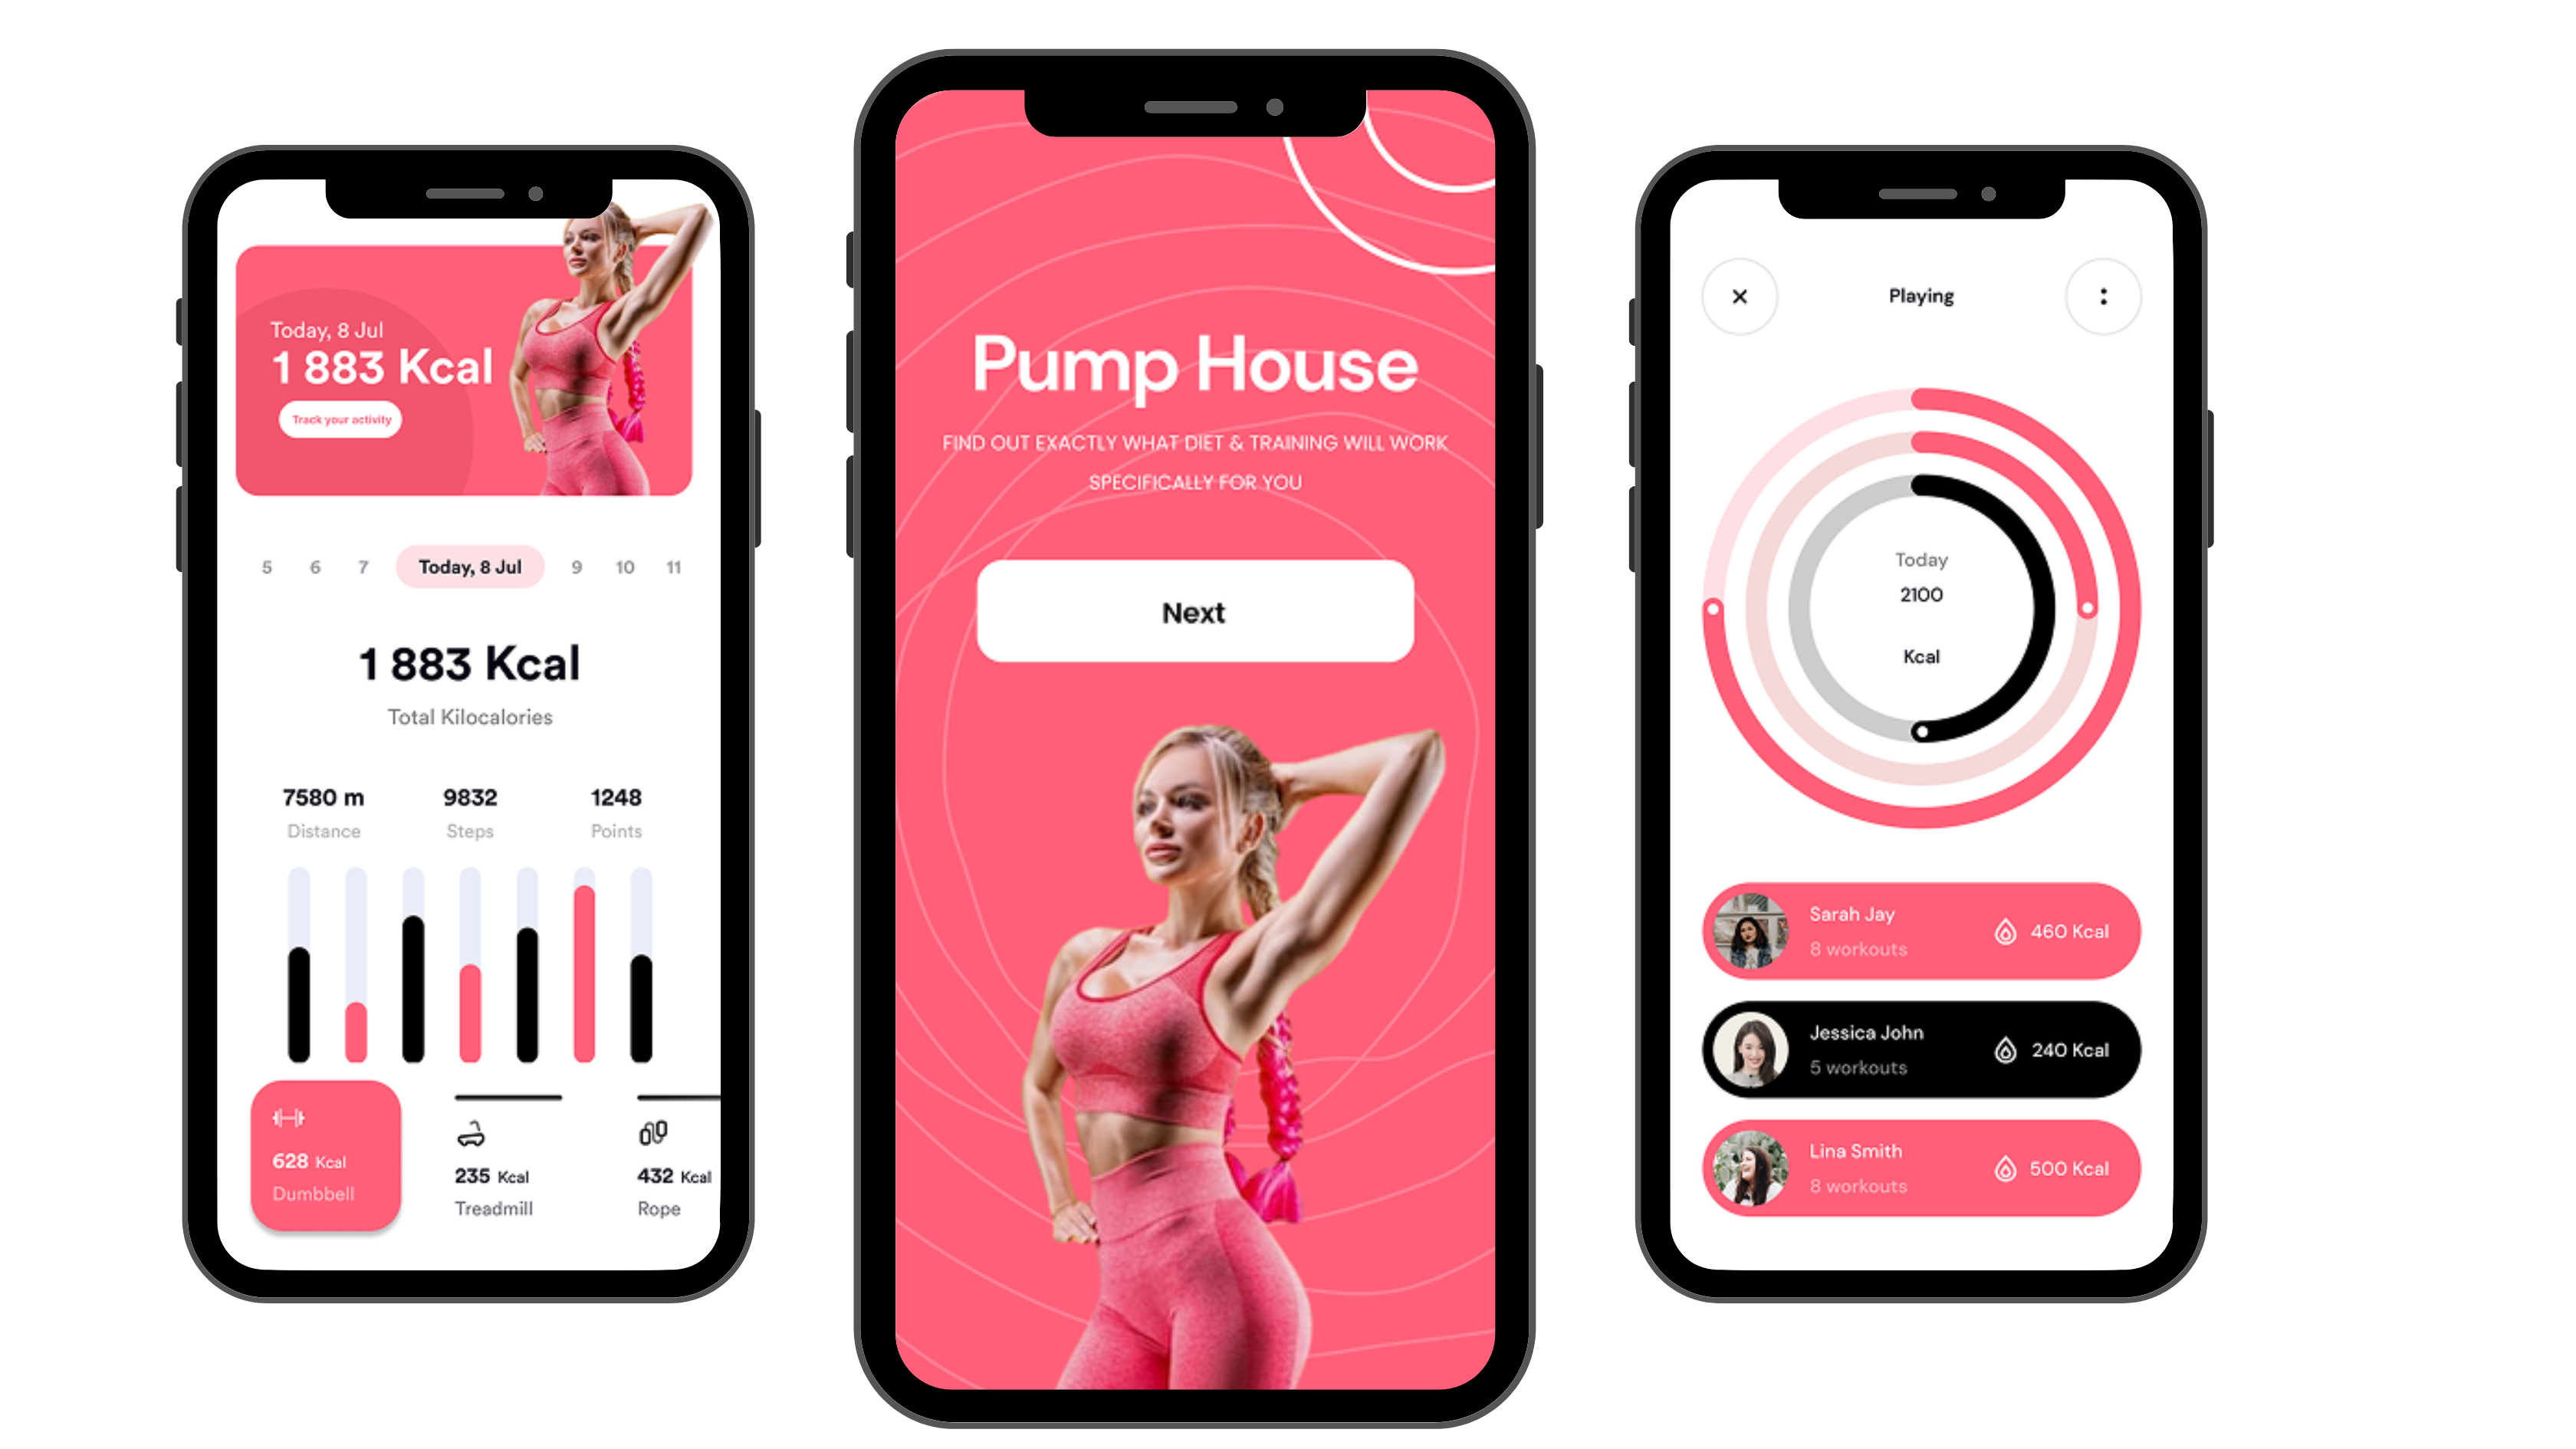 Today, 8 Jul
1 883 Kcal
Track your activity
5 6 7 Today, 8 Jul 9 10 11
1 883 Kcal
Total Kilocalories
7580 m 9832 1248
Distance Steps Points
628 Kcal
Dumbbell
235 Kcal
Treadmill
432 Kcal
Rope
Pump House
FIND OUT EXACTLY WHAT DIET & TRAINING WILL WORK
SPECIFICALLY FOR YOU
Next
Playing
Today
2100
Kcal
Sarah Jay
8 workouts
460 Kcal
Jessica John
5 workouts
240 Kcal
Lina Smith
8 workouts
500 Kcal